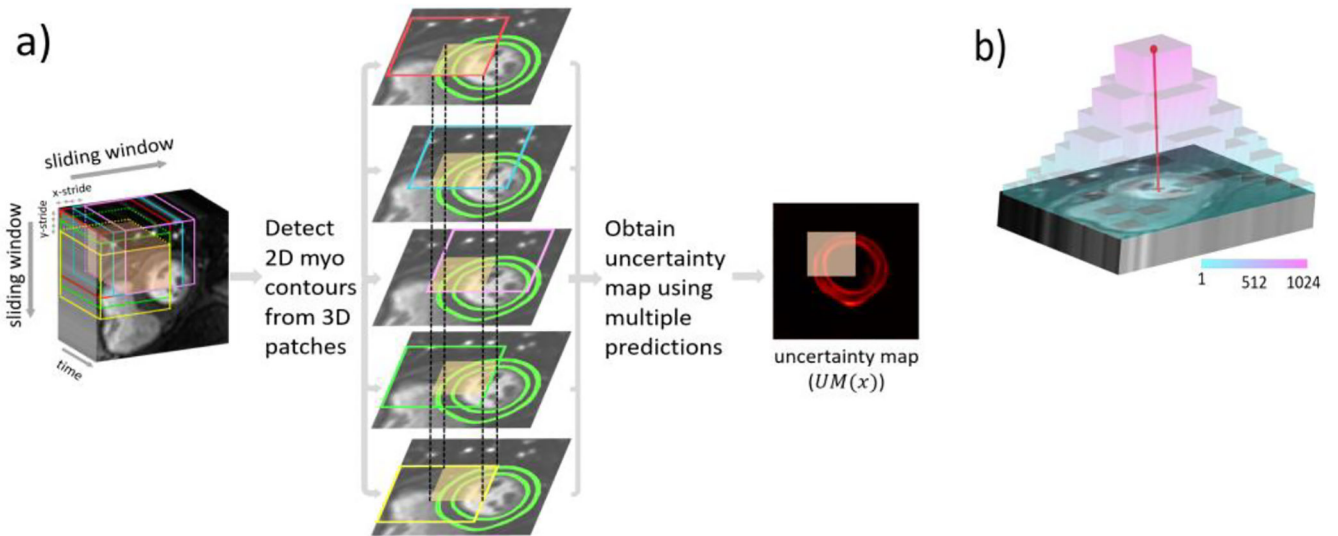 a)
sliding window
x-stride
y-stride
sliding window
time
Detect
2D myo
contours
from 3D
patches
Obtain
uncertainty
map using
multiple
predictions
uncertainty map
(UM(x))
b)
1 512 1024